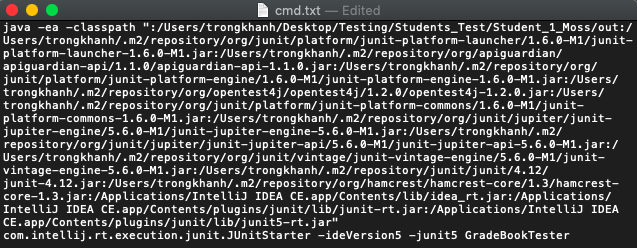 cmd.txt — Edited
java -ea -classpath ":/Users/trongkhanh/Desktop/Testing/Students_Test/Student_1_Moss/out:/
Users/trongkhanh/.m2/repository/org/junit/platform/junit-platform-launcher/1.6.0-M1/junit-
platform-launcher-1.6.0-M1.jar:/Users/trongkhanh/.m2/repository/org/apiguardian/
apiguardian-api/1.1.0/apiguardian-api-1.1.0.jar:/Users/trongkhanh/.m2/repository/org/
junit/platform/junit-platform-engine/1.6.0-M1/junit-platform-engine-1.6.0-M1.jar:/Users/
trongkhanh/.m2/repository/org/opentest4j/opentest4j/1.2.0/opentest4j-1.2.0.jar:/Users/
trongkhanh/.m2/repository/org/junit/platform/junit-platform-commons/1.6.0-M1/junit-
platform-commons-1.6.0-M1.jar:/Users/trongkhanh/.m2/repository/org/junit/jupiter/junit-
jupiter-engine/5.6.0-M1/junit-jupiter-engine-5.6.0-M1.jar:/Users/trongkhanh/.m2/
repository/org/junit/jupiter/junit-jupiter-api/5.6.0-M1/junit-jupiter-api-5.6.0-M1.jar:/
Users/trongkhanh/.m2/repository/org/junit/vintage/junit-vintage-engine/5.6.0-M1/junit-
vintage-engine-5.6.0-M1.jar:/Users/trongkhanh/.m2/repository/junit/junit/4.12/
junit-4.12.jar:/Users/trongkhanh/.m2/repository/org/hamcrest/hamcrest-core/1.3/hamcrest-
core-1.3.jar:/Applications/IntelliJ IDEA CE.app/Contents/lib/idea_rt.jar:/Applications/
IntelliJ IDEA CE.app/Contents/plugins/junit/lib/junit-rt.jar:/Applications/IntelliJ IDEA
CE.app/Contents/plugins/junit/lib/junit5-rt.jar"
com.intellij.rt.execution.junit.JUnitStarter -ideVersion5 -junit5 GradeBookTester